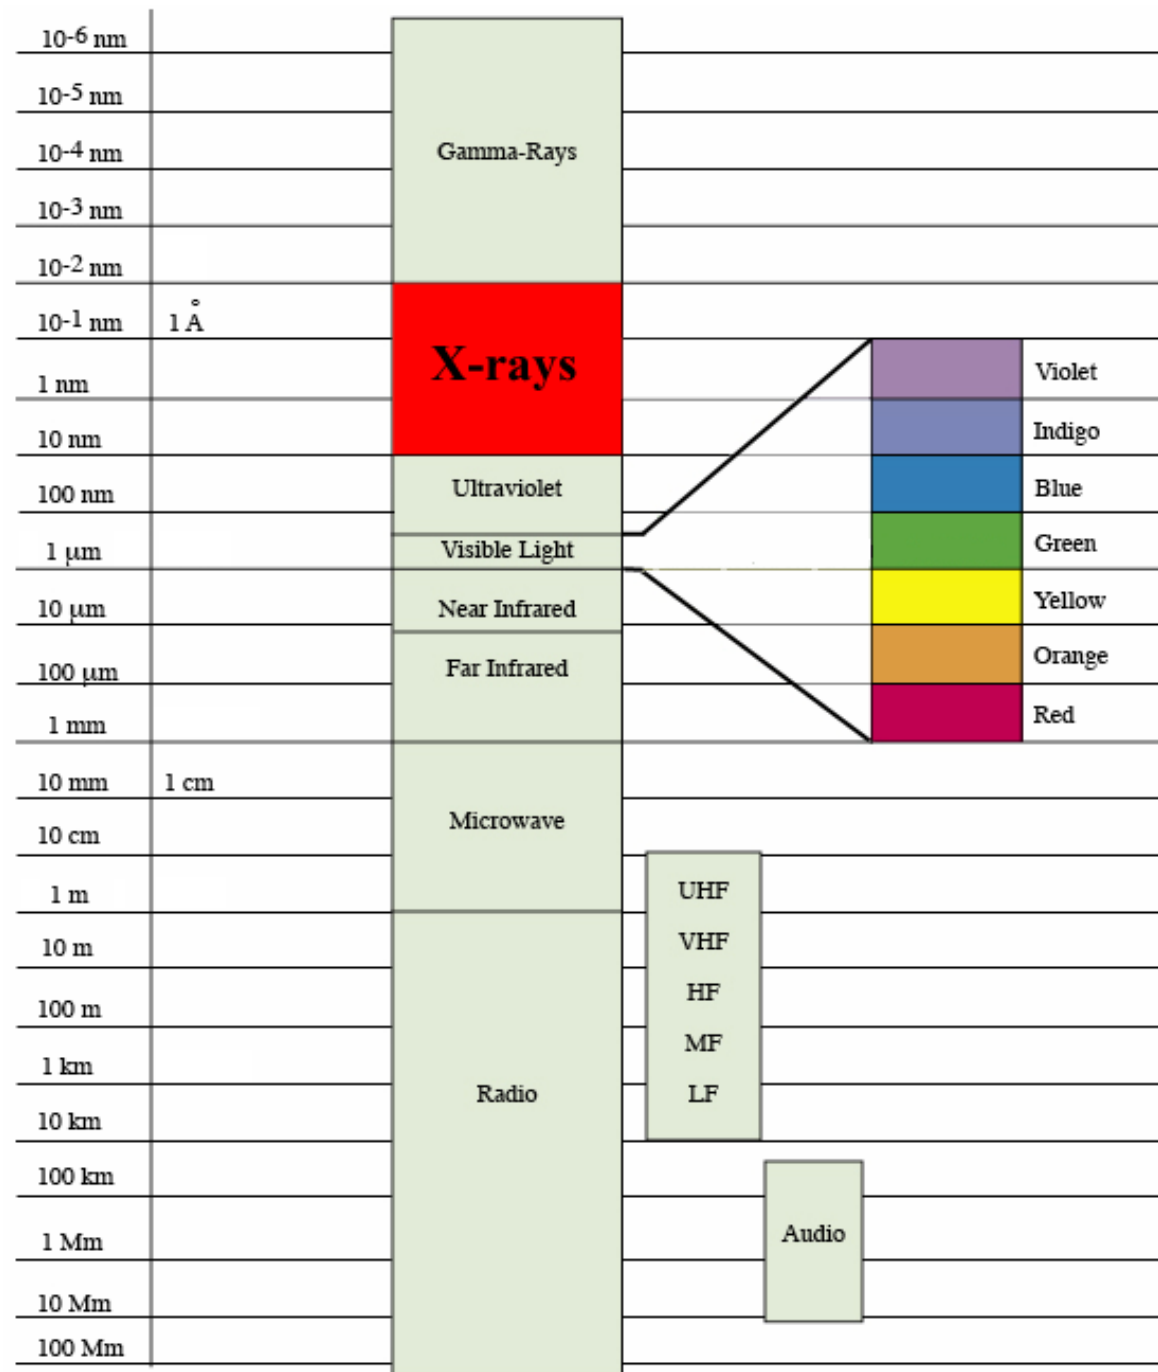 10-6 nm
10-5 nm
10-4 nm
Gamma-Rays
10-3 nm
10-2 nm
10-1 nm 1 Å
X-rays
Violet
1 nm
Indigo
10 nm
Ultraviolet
Blue
100 nm
Green
1 μm
Visible Light
Yellow
10 μm
Near Infrared
Orange
100 μm
Far Infrared
Red
1 mm
10 mm 1 cm
Microwave
10 cm
UHF
1 m
VHF
10 m
HF
100 m
MF
1 km
Radio
LF
10 km
100 km
Audio
1 Mm
10 Mm
100 Mm